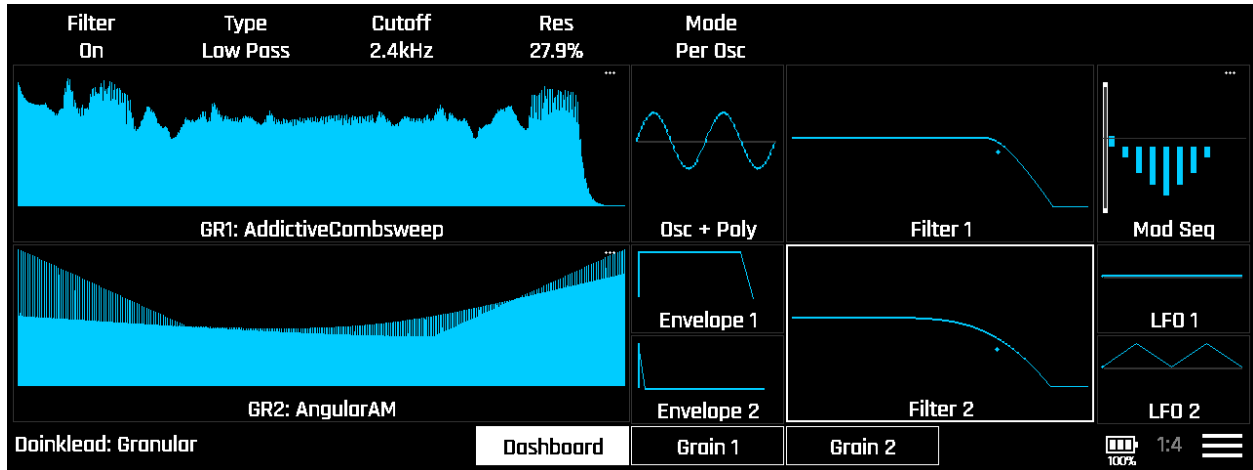 Filter Type Cutoff Res Mode
On Low Pass 2.4kHz 27.9% Per Osc
GR1: AddictiveCombsweep
Osc + Poly
Filter 1
Mod Seq
Envelope 1
LFO 1
GR2: AngularAM
Envelope 2
Filter 2
LFO 2
Doinklead: Granular
Dashboard
Grain 1
Grain 2
100%
1:4